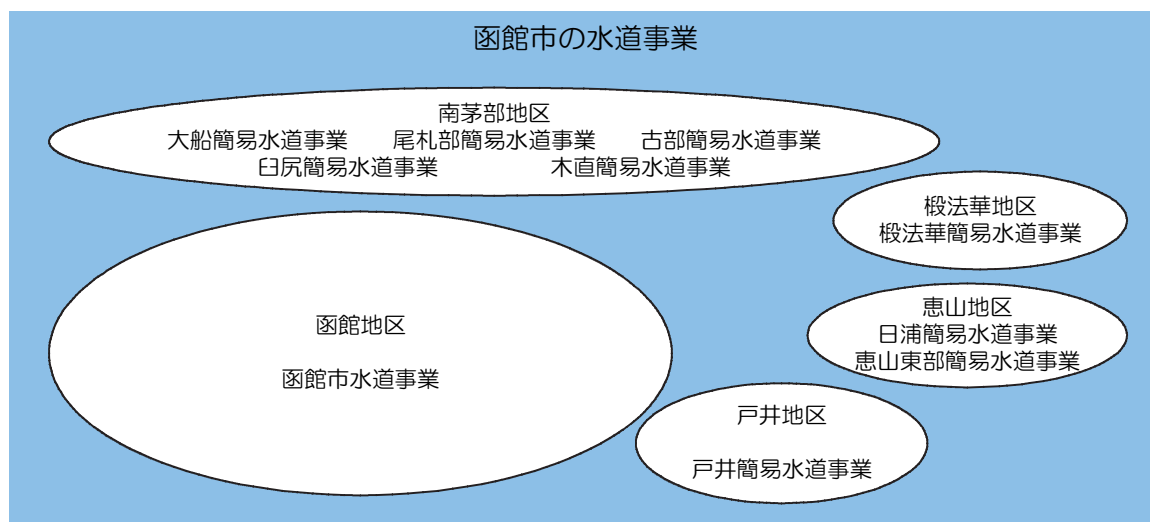 函館市の水道事業
南茅部地区
大船簡易水道事業 尾札部簡易水道事業 古部簡易水道事業
臼尻簡易水道事業 木直簡易水道事業
椴法華地区
椴法華簡易水道事業
函館地区
函館市水道事業
恵山地区
日浦簡易水道事業
恵山東部簡易水道事業
戸井地区
戸井簡易水道事業